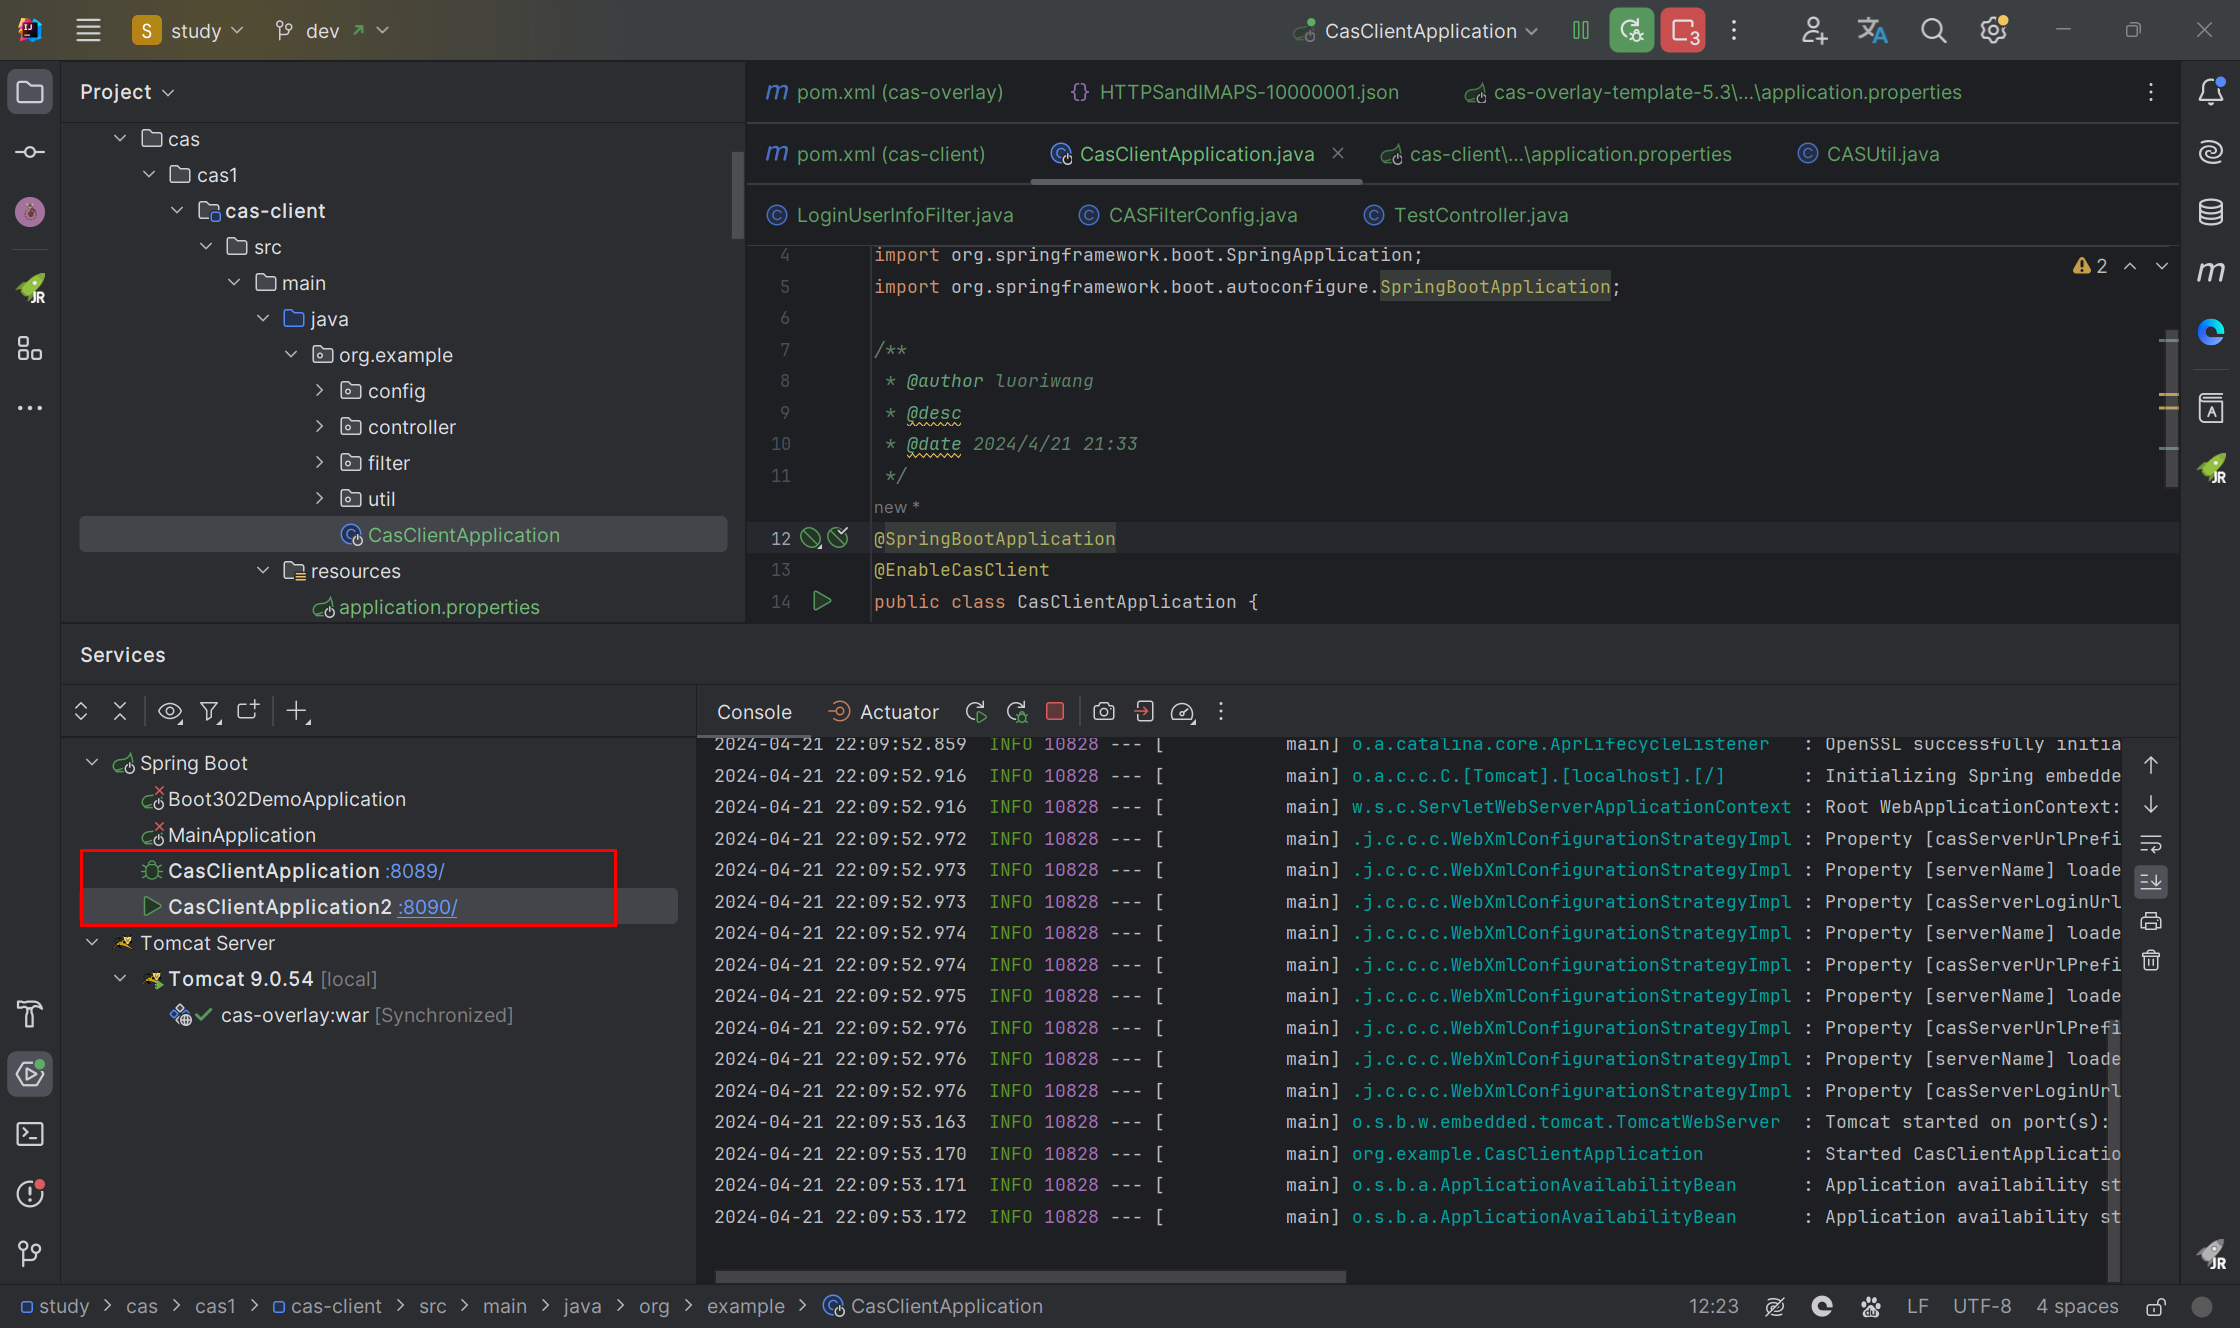 S study dev CasClientApplication 3
Project
cas
cas1
cas-client
src
main
java
org.example
config
controller
filter
util
CasClientApplication
resources
application.properties
pom.xml (cas-overlay) HTTPSandIMAPS-10000001.json cas-overlay-template-5.3\...\application.properties
pom.xml (cas-client) CasClientApplication.java cas-client\...\application.properties CASUtil.java
LoginUserInfoFilter.java CASFilterConfig.java TestController.java
4 import org.springframework.boot.SpringApplication;
5 import org.springframework.boot.autoconfigure.SpringBootApplication;
6
7 /**
8 * @author luoriwang
9 * @desc
10 * @date 2024/4/21 21:33
11 */
new *
12 @SpringBootApplication
13 @EnableCasClient
14 public class CasClientApplication {
2
Services
Spring Boot
Boot302DemoApplication
MainApplication
CasClientApplication :8089/
CasClientApplication2 :8090/
Tomcat Server
Tomcat 9.0.54 [local]
cas-overlay:war [Synchronized]
Console Actuator
2024-04-21 22:09:52.859 INFO 10828 --- [ main] o.a.catalina.core.AprLifecycleListener : OpenSSL successfully initia
2024-04-21 22:09:52.916 INFO 10828 --- [ main] o.a.c.c.C.[Tomcat].[localhost].[/] : Initializing Spring embedde
2024-04-21 22:09:52.916 INFO 10828 --- [ main] w.s.c.ServletWebServerApplicationContext : Root WebApplicationContext:
2024-04-21 22:09:52.972 INFO 10828 --- [ main] .j.c.c.c.WebXmlConfigurationStrategyImpl : Property [casServerUrlPrefi
2024-04-21 22:09:52.973 INFO 10828 --- [ main] .j.c.c.c.WebXmlConfigurationStrategyImpl : Property [serverName] loade
2024-04-21 22:09:52.973 INFO 10828 --- [ main] .j.c.c.c.WebXmlConfigurationStrategyImpl : Property [casServerLoginUrl
2024-04-21 22:09:52.974 INFO 10828 --- [ main] .j.c.c.c.WebXmlConfigurationStrategyImpl : Property [serverName] loade
2024-04-21 22:09:52.974 INFO 10828 --- [ main] .j.c.c.c.WebXmlConfigurationStrategyImpl : Property [casServerUrlPrefi
2024-04-21 22:09:52.975 INFO 10828 --- [ main] .j.c.c.c.WebXmlConfigurationStrategyImpl : Property [serverName] loade
2024-04-21 22:09:52.976 INFO 10828 --- [ main] .j.c.c.c.WebXmlConfigurationStrategyImpl : Property [casServerUrlPrefi
2024-04-21 22:09:52.976 INFO 10828 --- [ main] .j.c.c.c.WebXmlConfigurationStrategyImpl : Property [serverName] loade
2024-04-21 22:09:52.976 INFO 10828 --- [ main] .j.c.c.c.WebXmlConfigurationStrategyImpl : Property [casServerLoginUrl
2024-04-21 22:09:53.163 INFO 10828 --- [ main] o.s.b.w.embedded.tomcat.TomcatWebServer : Tomcat started on port(s):
2024-04-21 22:09:53.170 INFO 10828 --- [ main] org.example.CasClientApplication : Started CasClientApplicatio
2024-04-21 22:09:53.171 INFO 10828 --- [ main] o.s.b.a.ApplicationAvailabilityBean : Application availability st
2024-04-21 22:09:53.172 INFO 10828 --- [ main] o.s.b.a.ApplicationAvailabilityBean : Application availability st
study > cas > cas1 > cas-client > src > main > java > org > example > CasClientApplication 12:23 LF UTF-8 4 spaces